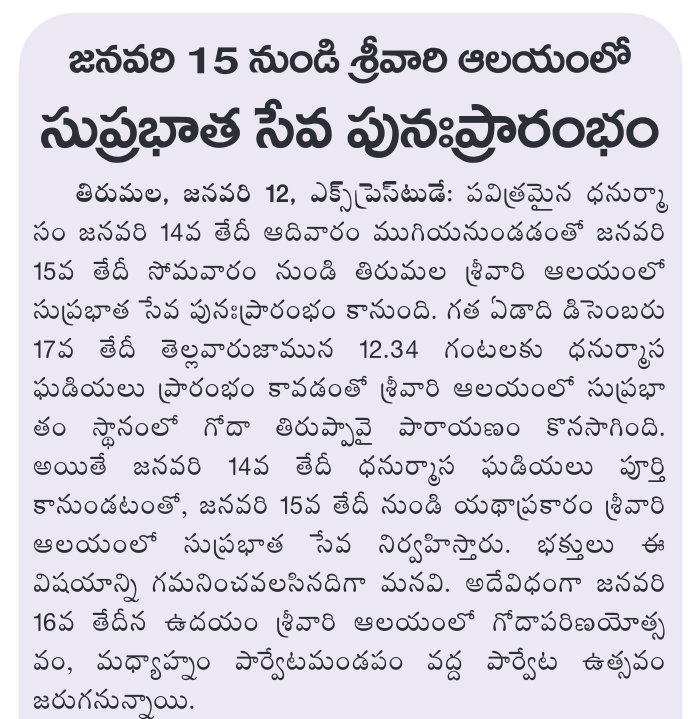 జనవరి 15 నుండి శ్రీవారి ఆలయంలో
సుప్రభాత సేవ పునఃప్రారంభం
తిరుమల, జనవరి 12, ఎక్స్‌ప్రెస్‌టుడే: పవిత్రమైన ధనుర్మా
సం జనవరి 14వ తేదీ ఆదివారం ముగియనుండడంతో జనవరి
15వ తేదీ సోమవారం నుండి తిరుమల శ్రీవారి ఆలయంలో
సుప్రభాత సేవ పునఃప్రారంభం కానుంది. గత ఏడాది డిసెంబరు
17వ తేదీ తెల్లవారుజామున 12.34 గంటలకు ధనుర్మాస
ఘడియలు ప్రారంభం కావడంతో శ్రీవారి ఆలయంలో సుప్రభా
తం స్థానంలో గోదా తిరుప్పావై పారాయణం కొనసాగింది.
అయితే జనవరి 14వ తేదీ ధనుర్మాస ఘడియలు పూర్తి
కానుండటంతో, జనవరి 15వ తేదీ నుండి యథాప్రకారం శ్రీవారి
ఆలయంలో సుప్రభాత సేవ నిర్వహిస్తారు. భక్తులు ఈ
విషయాన్ని గమనించవలసినదిగా మనవి. అదేవిధంగా జనవరి
16వ తేదీన ఉదయం శ్రీవారి ఆలయంలో గోదాపరిణయోత్స
వం, మధ్యాహ్నం పార్వేటమండపం వద్ద పార్వేట ఉత్సవం
జరుగనున్నాయి.